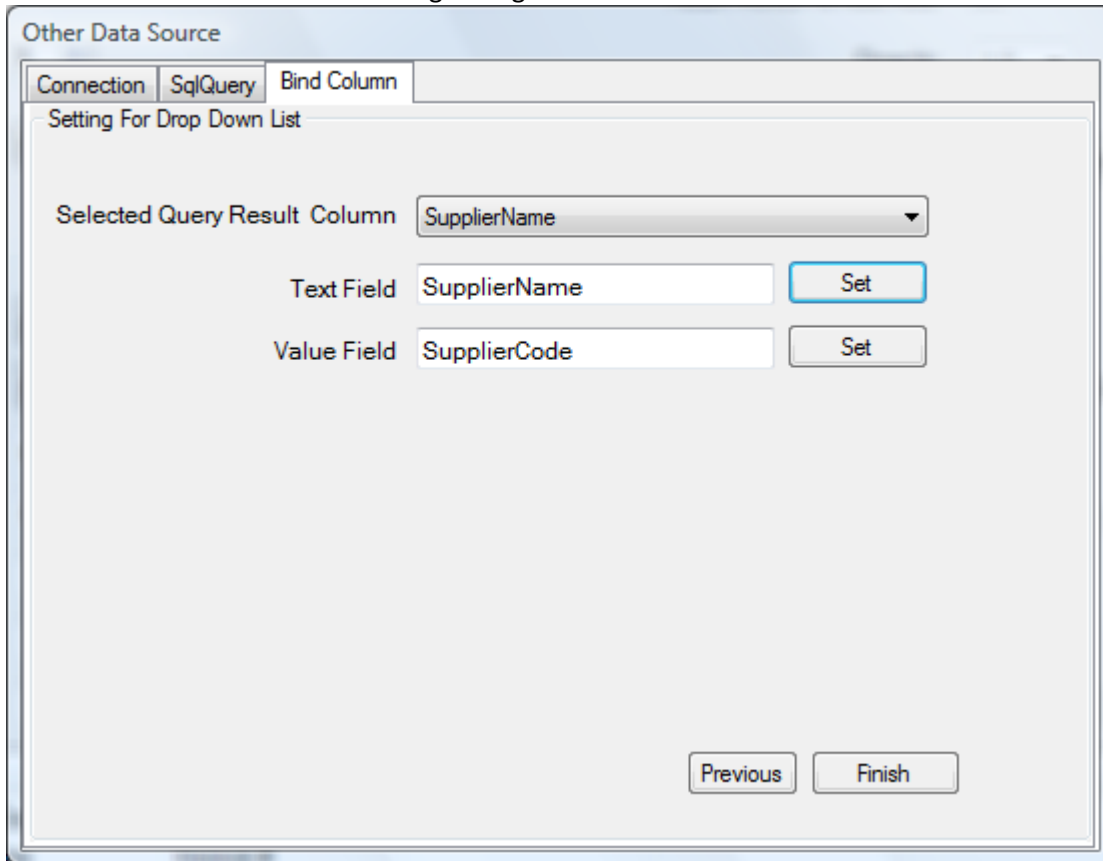 Other Data Source
Connection SqlQuery Bind Column
Setting For Drop Down List
Selected Query Result Column SupplierName
Text Field SupplierName Set
Value Field SupplierCode Set
Previous Finish